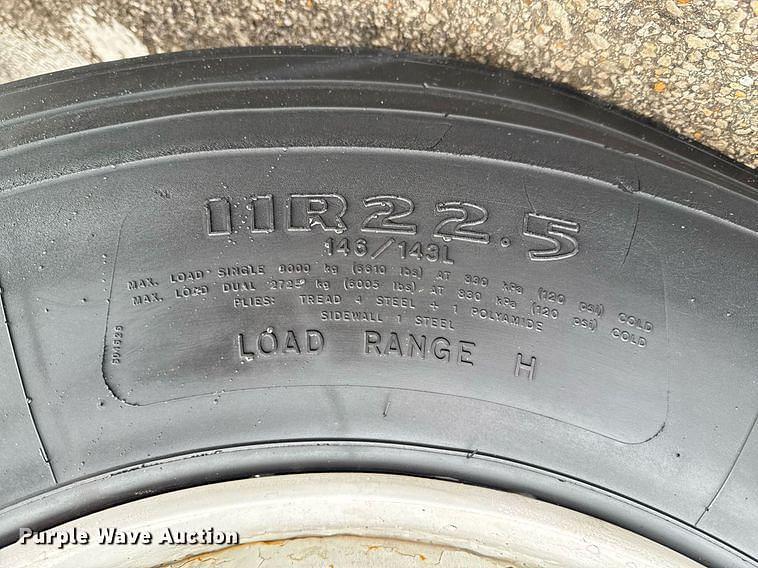 11R22.5
146/143L
MAX. LOAD SINGLE 3000 kg (6610 lbs) AT 830 kPa (120 psi) COLD
MAX. LOAD DUAL 2725 kg (6005 lbs) AT 830 kPa (120 psi) COLD
PLIES: TREAD 4 STEEL + 1 POLYAMIDE
SIDEWALL 1 STEEL
LOAD RANGE H
Purple Wave Auction